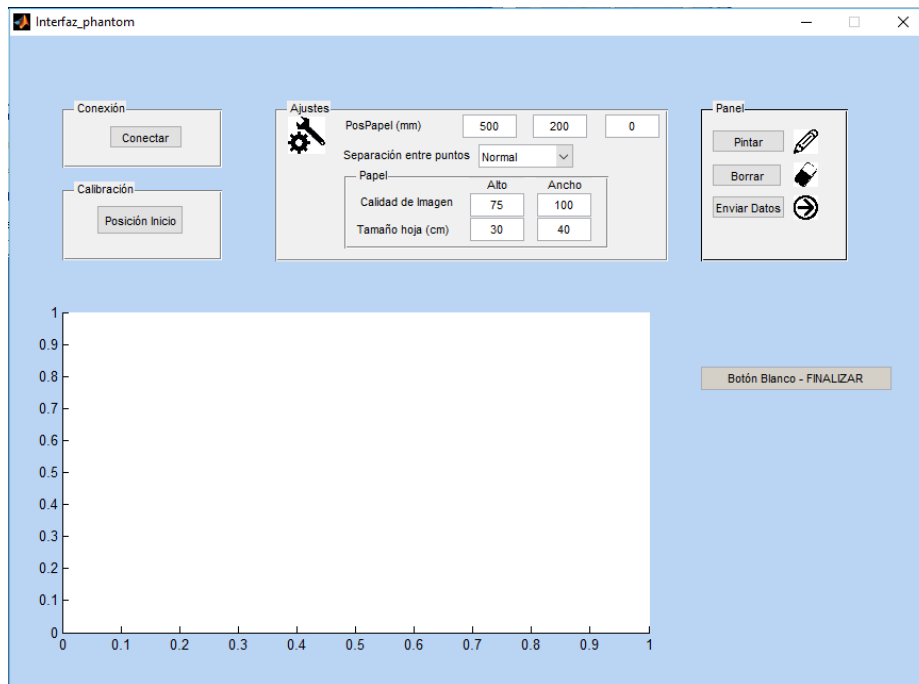 Interfaz_phantom
Conexión
Conectar
Calibración
Posición Inicio
Ajustes
PosPapel (mm) 500 200 0
Separación entre puntos Normal
Papel
Alto Ancho
Calidad de Imagen 75 100
Tamaño hoja (cm) 30 40
Panel
Pintar
Borrar
Enviar Datos
1
0.9
0.8
0.7
0.6
0.5
0.4
0.3
0.2
0.1
0
0 0.1 0.2 0.3 0.4 0.5 0.6 0.7 0.8 0.9 1
Botón Blanco - FINALIZAR